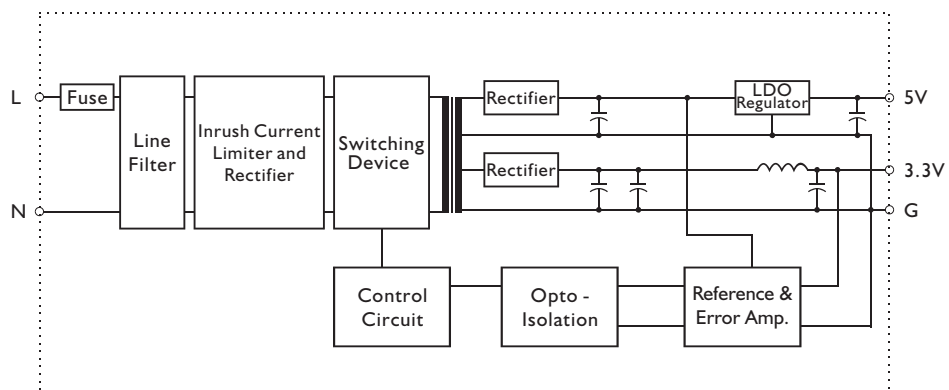 L
Fuse
Line
Filter
Inrush Current
Limiter and
Rectifier
Switching
Device
Rectifier
LDO
Regulator
5V
Rectifier
3.3V
N
G
Control
Circuit
Opto -
Isolation
Reference &
Error Amp.